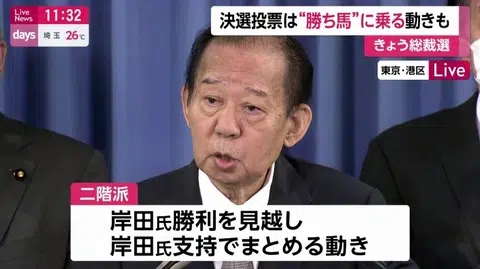 Live News
days
11:32
埼玉 26℃
決選投票は“勝ち馬”に乗る動きも
きょう総裁選
東京・港区
Live
二階派
岸田氏勝利を見越し
岸田氏支持でまとめる動き